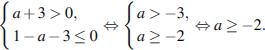 { a + 3 > 0, 1 − a − 3 ≤ 0 ⇔ { a > −3, a ≥ −2 ⇔ a ≥ −2.